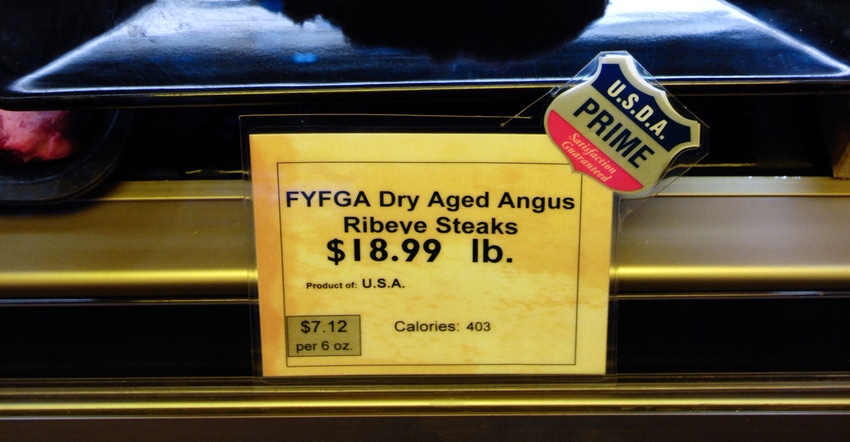 U.S.D.A.
PRIME
Satisfaction
Guaranteed
FYFGA Dry Aged Angus
Ribeye Steaks
$18.99 lb.
Product of: U.S.A.
$7.12
per 6 oz.
Calories: 403